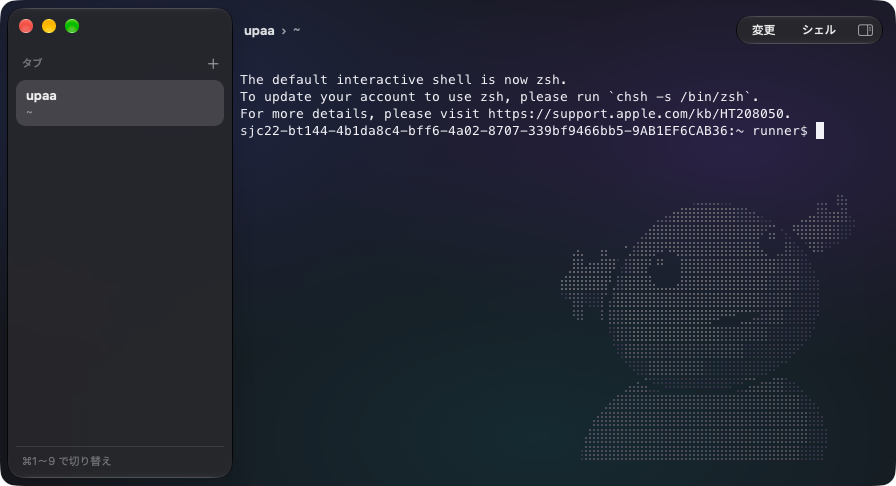 upaa › ~
変更 シェル
タブ +
upaa
~
The default interactive shell is now zsh.
To update your account to use zsh, please run `chsh -s /bin/zsh`.
For more details, please visit https://support.apple.com/kb/HT208050.
sjc22-bt144-4b1da8c4-bff6-4a02-8707-339bf9466bb5-9AB1EF6CAB36:~ runner$
⌘1〜9 で切り替え